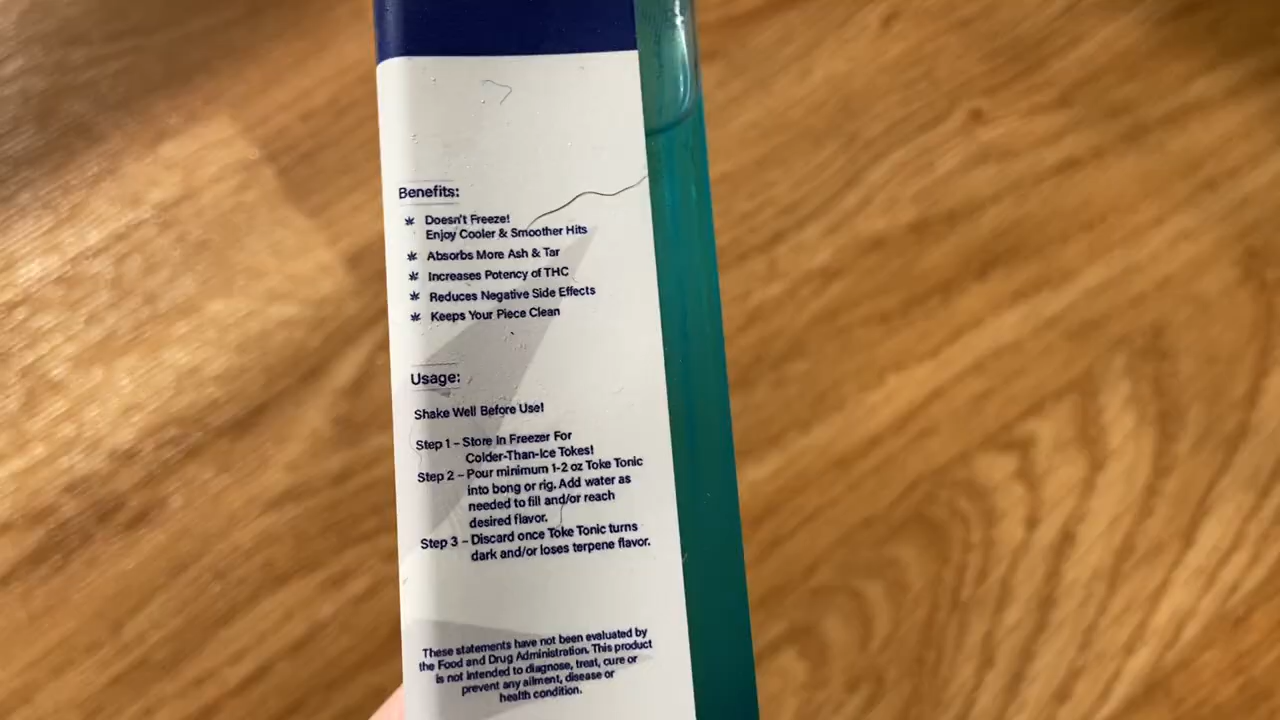 Benefits:
Doesn't Freeze!
Enjoy Cooler & Smoother Hits
Absorbs More Ash & Tar
Increases Potency of THC
Reduces Negative Side Effects
Keeps Your Piece Clean
Usage:
Shake Well Before Use!
Step 1 – Store In Freezer For
Colder-Than-Ice Tokes!
Step 2 – Pour minimum 1-2 oz Toke Tonic
into bong or rig. Add water as
needed to fill and/or reach
desired flavor.
Step 3 – Discard once Toke Tonic turns
dark and/or loses terpene flavor.
These statements have not been evaluated by
the Food and Drug Administration. This product
is not intended to diagnose, treat, cure or
prevent any ailment, disease or
health condition.